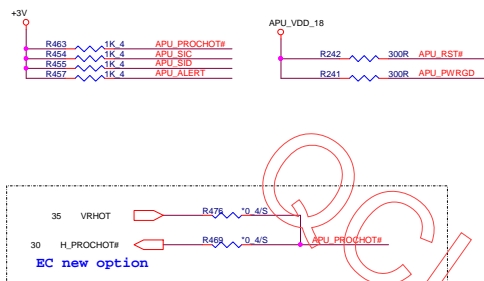 +3V
R463 1K_4 APU_PROCHOT#
R454 1K_4 APU_SIC
R455 1K_4 APU_SID
R457 1K_4 APU_ALERT
APU_VDD_18
R242 300R APU_RST#
R241 300R APU_PWRGD
35 VRHOT R476 *0_4/S
30 H_PROCHOT# R469 *0_4/S APU_PROCHOT#
EC new option